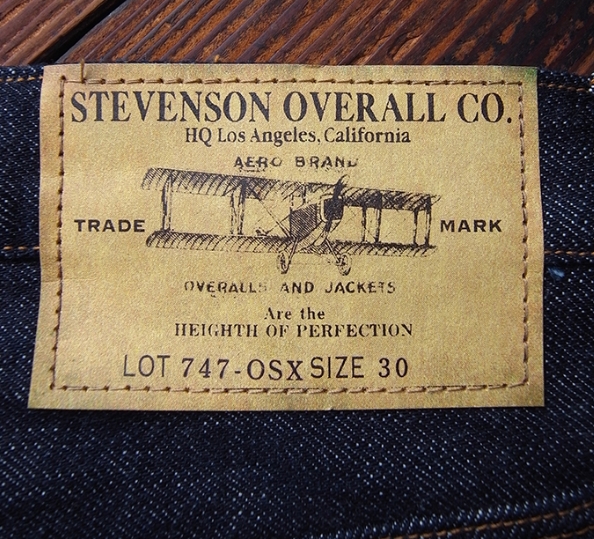 STEVENSON OVERALL CO.
HQ Los Angeles, California
AERO BRAND
TRADE MARK
OVERALLS AND JACKETS
Are the
HEIGHTH OF PERFECTION
LOT 747-OSX SIZE 30